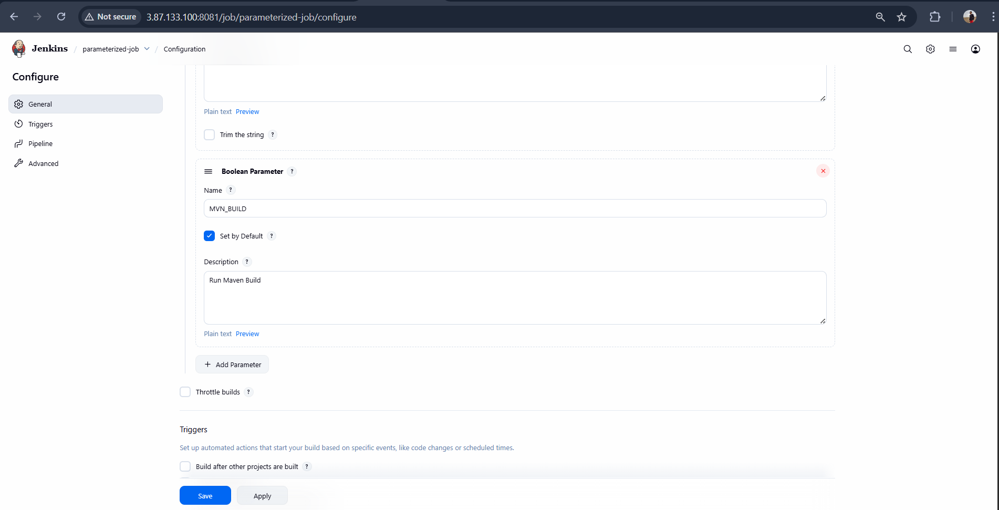 Not secure
3.87.133.100:8081/job/parameterized-job/configure
Jenkins / parameterized-job / Configuration
Configure
General
Triggers
Pipeline
Advanced
Plain text Preview
Trim the string ?
Boolean Parameter ?
Name ?
MVN_BUILD
Set by Default ?
Description ?
Run Maven Build
Plain text Preview
+ Add Parameter
Throttle builds ?
Triggers
Set up automated actions that start your build based on specific events, like code changes or scheduled times.
Build after other projects are built ?
Save
Apply